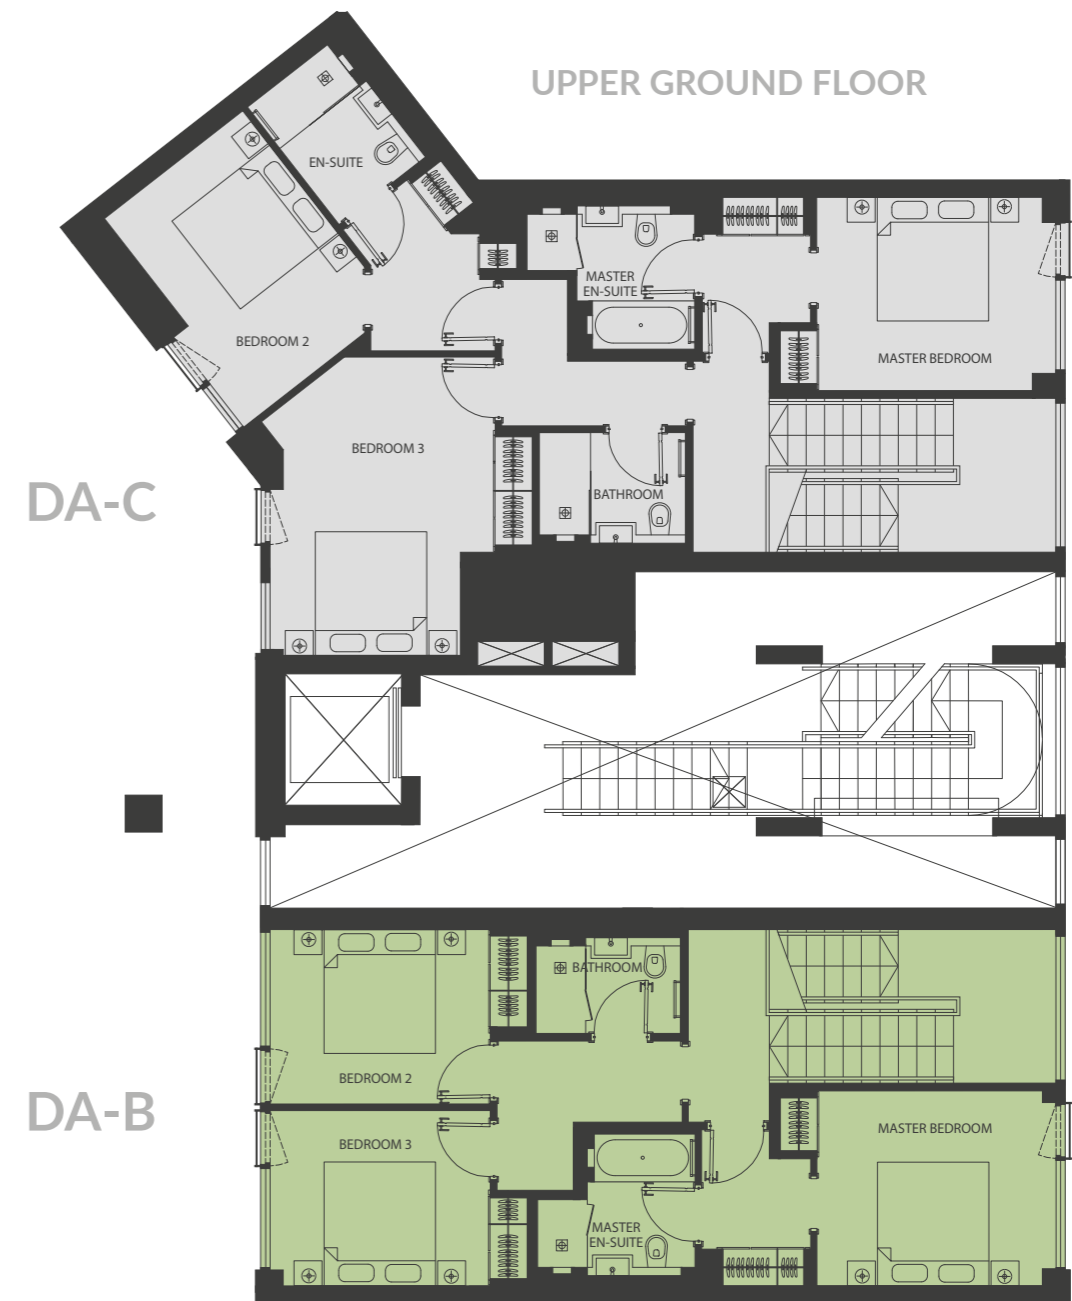 UPPER GROUND FLOOR
EN-SUITE
MASTER
EN-SUITE
BEDROOM 2
MASTER BEDROOM
BEDROOM 3
DA-C
BATHROOM
BATHROOM
BEDROOM 2
DA-B
MASTER BEDROOM
BEDROOM 3
MASTER
EN-SUITE